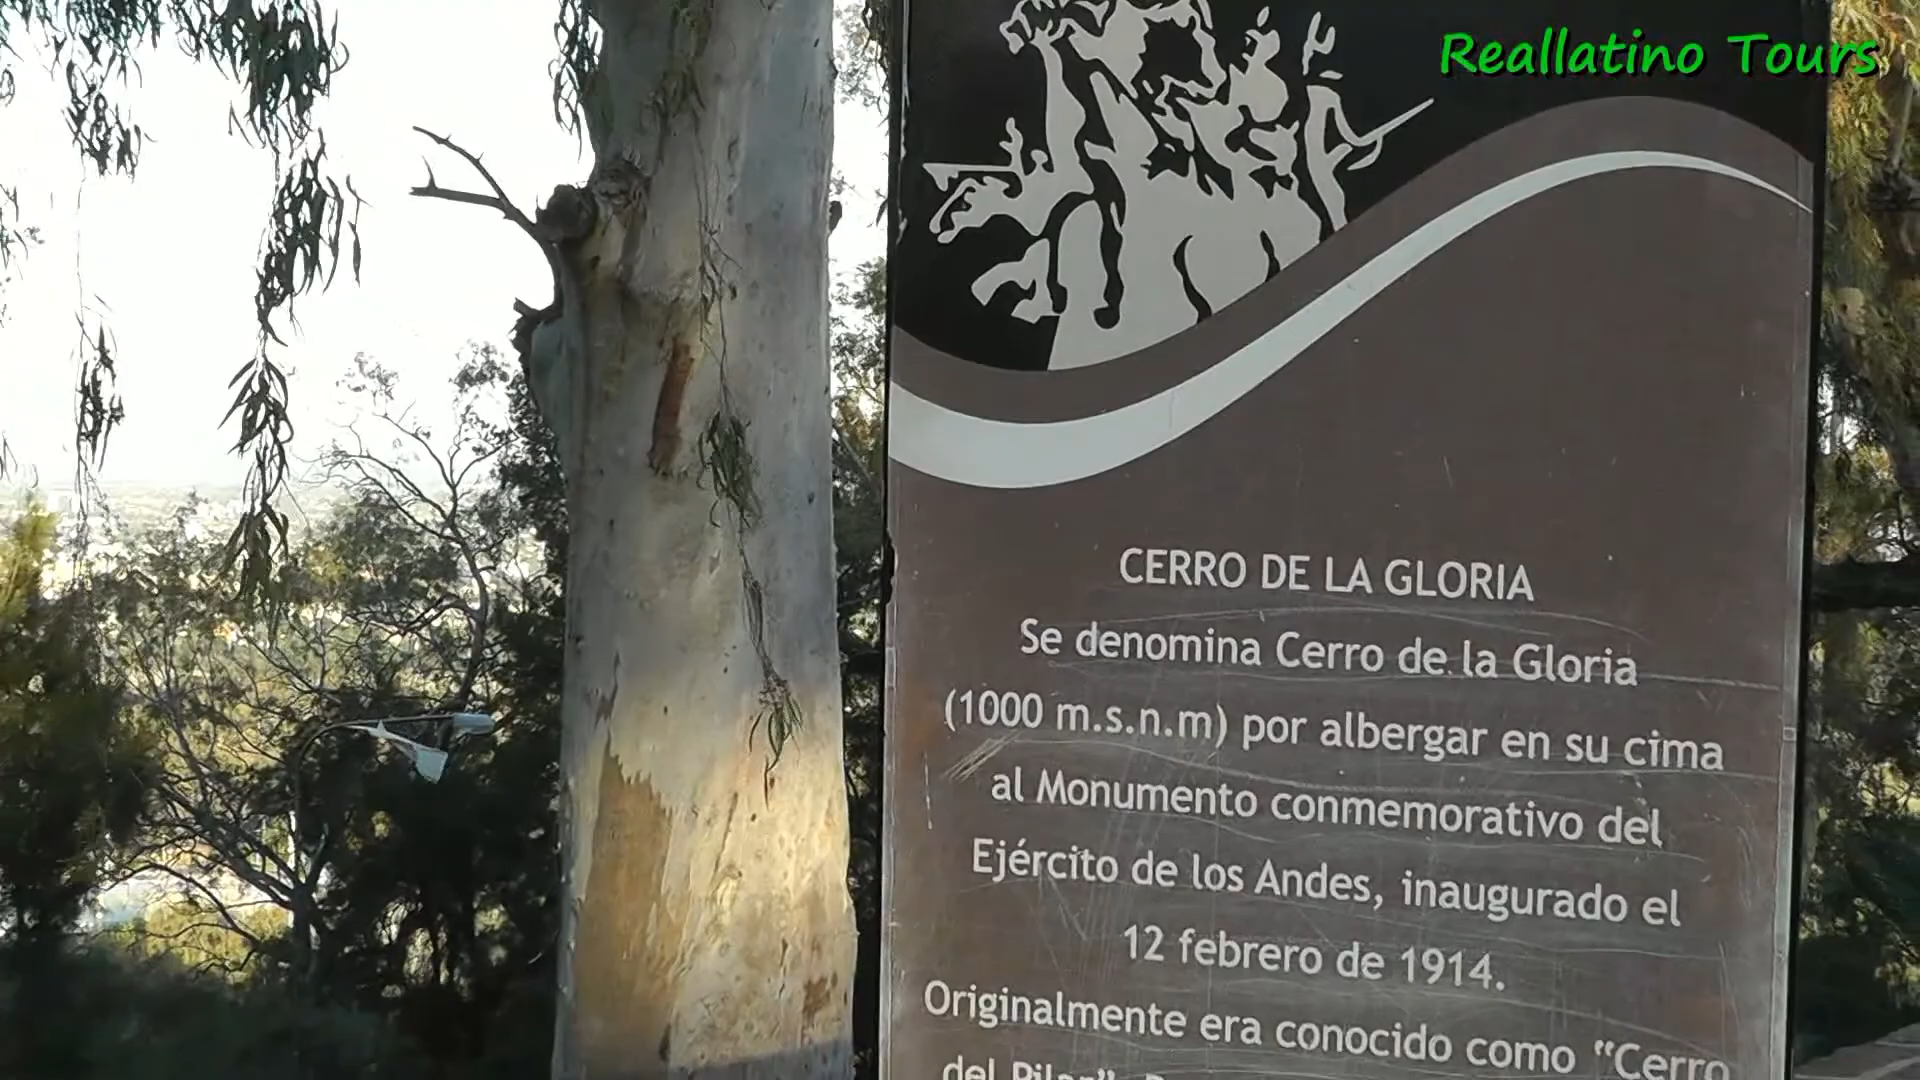 Reallatino Tours
CERRO DE LA GLORIA
Se denomina Cerro de la Gloria
(1000 m.s.n.m) por albergar en su cima
al Monumento conmemorativo del
Ejército de los Andes, inaugurado el
12 febrero de 1914.
Originalmente era conocido como "Cerro
del Pilar".